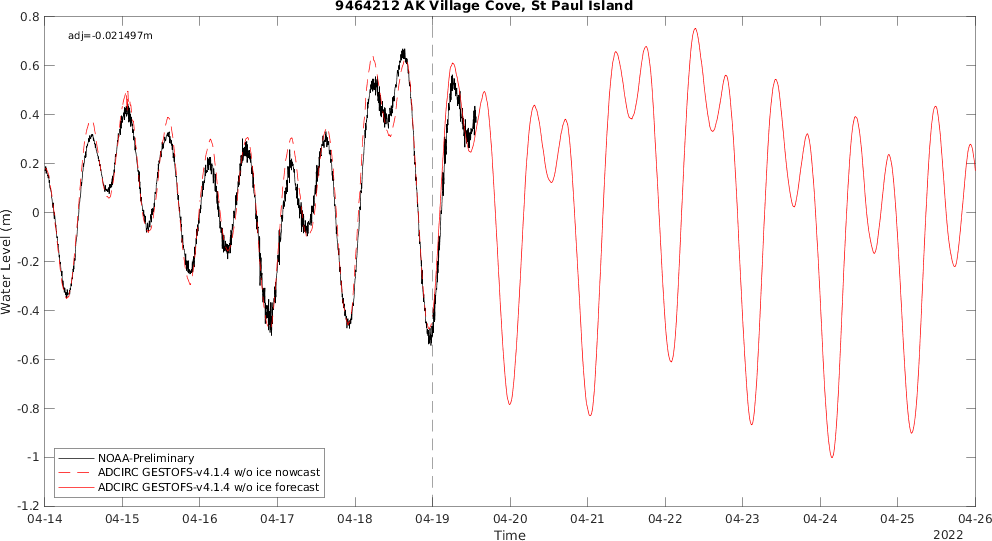 9464212 AK Village Cove, St Paul Island
adj=-0.021497m
0.8
0.6
0.4
0.2
0
-0.2
-0.4
-0.6
-0.8
-1
-1.2
Water Level (m)
NOAA-Preliminary
ADCIRC GESTOFS-v4.1.4 w/o ice nowcast
ADCIRC GESTOFS-v4.1.4 w/o ice forecast
04-14 04-15 04-16 04-17 04-18 04-19 04-20 04-21 04-22 04-23 04-24 04-25 04-26
Time
2022